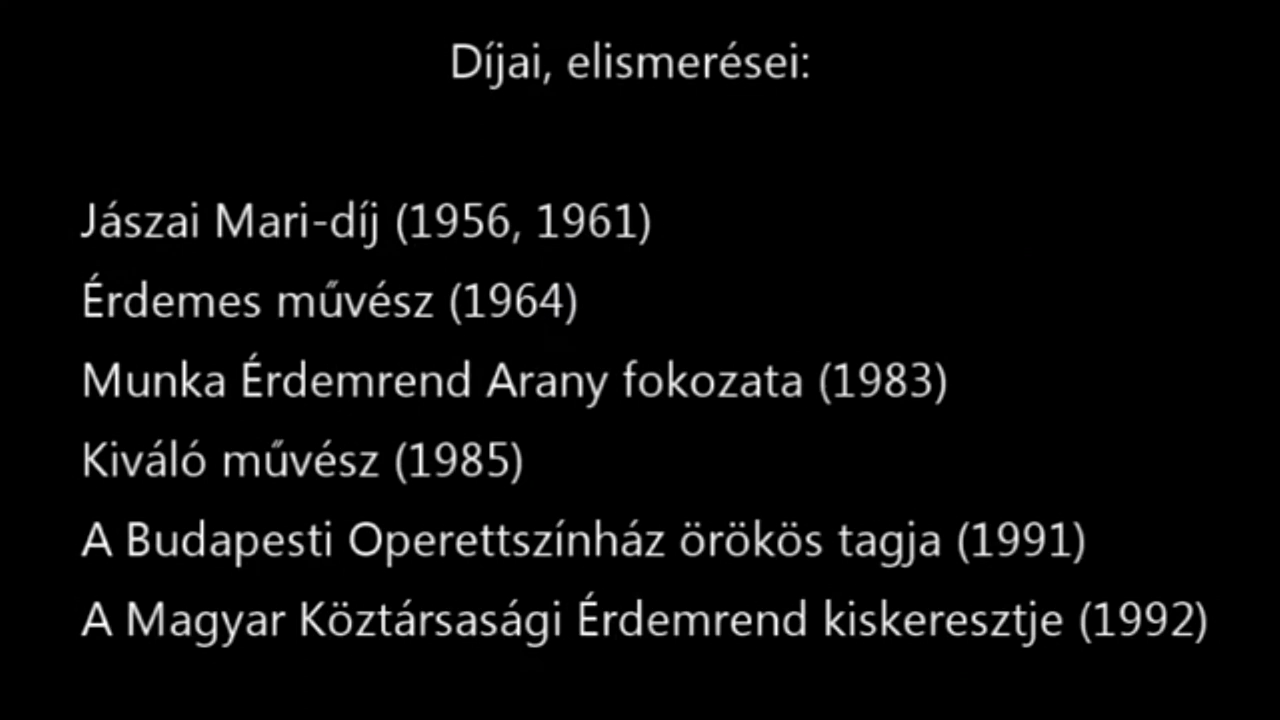 Díjai, elismerései:
Jászai Mari-díj (1956, 1961)
Érdemes művész (1964)
Munka Érdemrend Arany fokozata (1983)
Kiváló művész (1985)
A Budapesti Operettszínház örökös tagja (1991)
A Magyar Köztársasági Érdemrend kiskeresztje (1992)